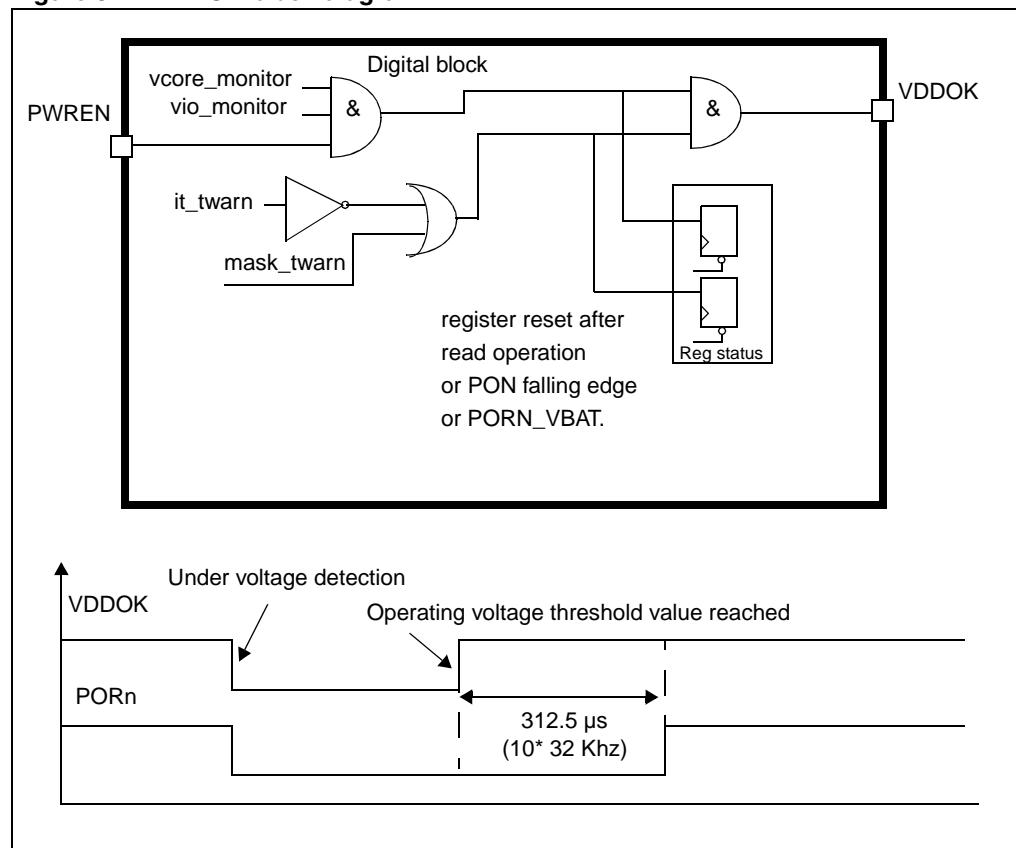 Digital block
vcore_monitor
vio_monitor
PWREN
&
&
VDDOK
it_twarn
mask_twarn
register reset after
read operation
or PON falling edge
or PORN_VBAT.
Reg status
Under voltage detection
VDDOK
Operating voltage threshold value reached
PORn
312.5 µs
(10* 32 Khz)